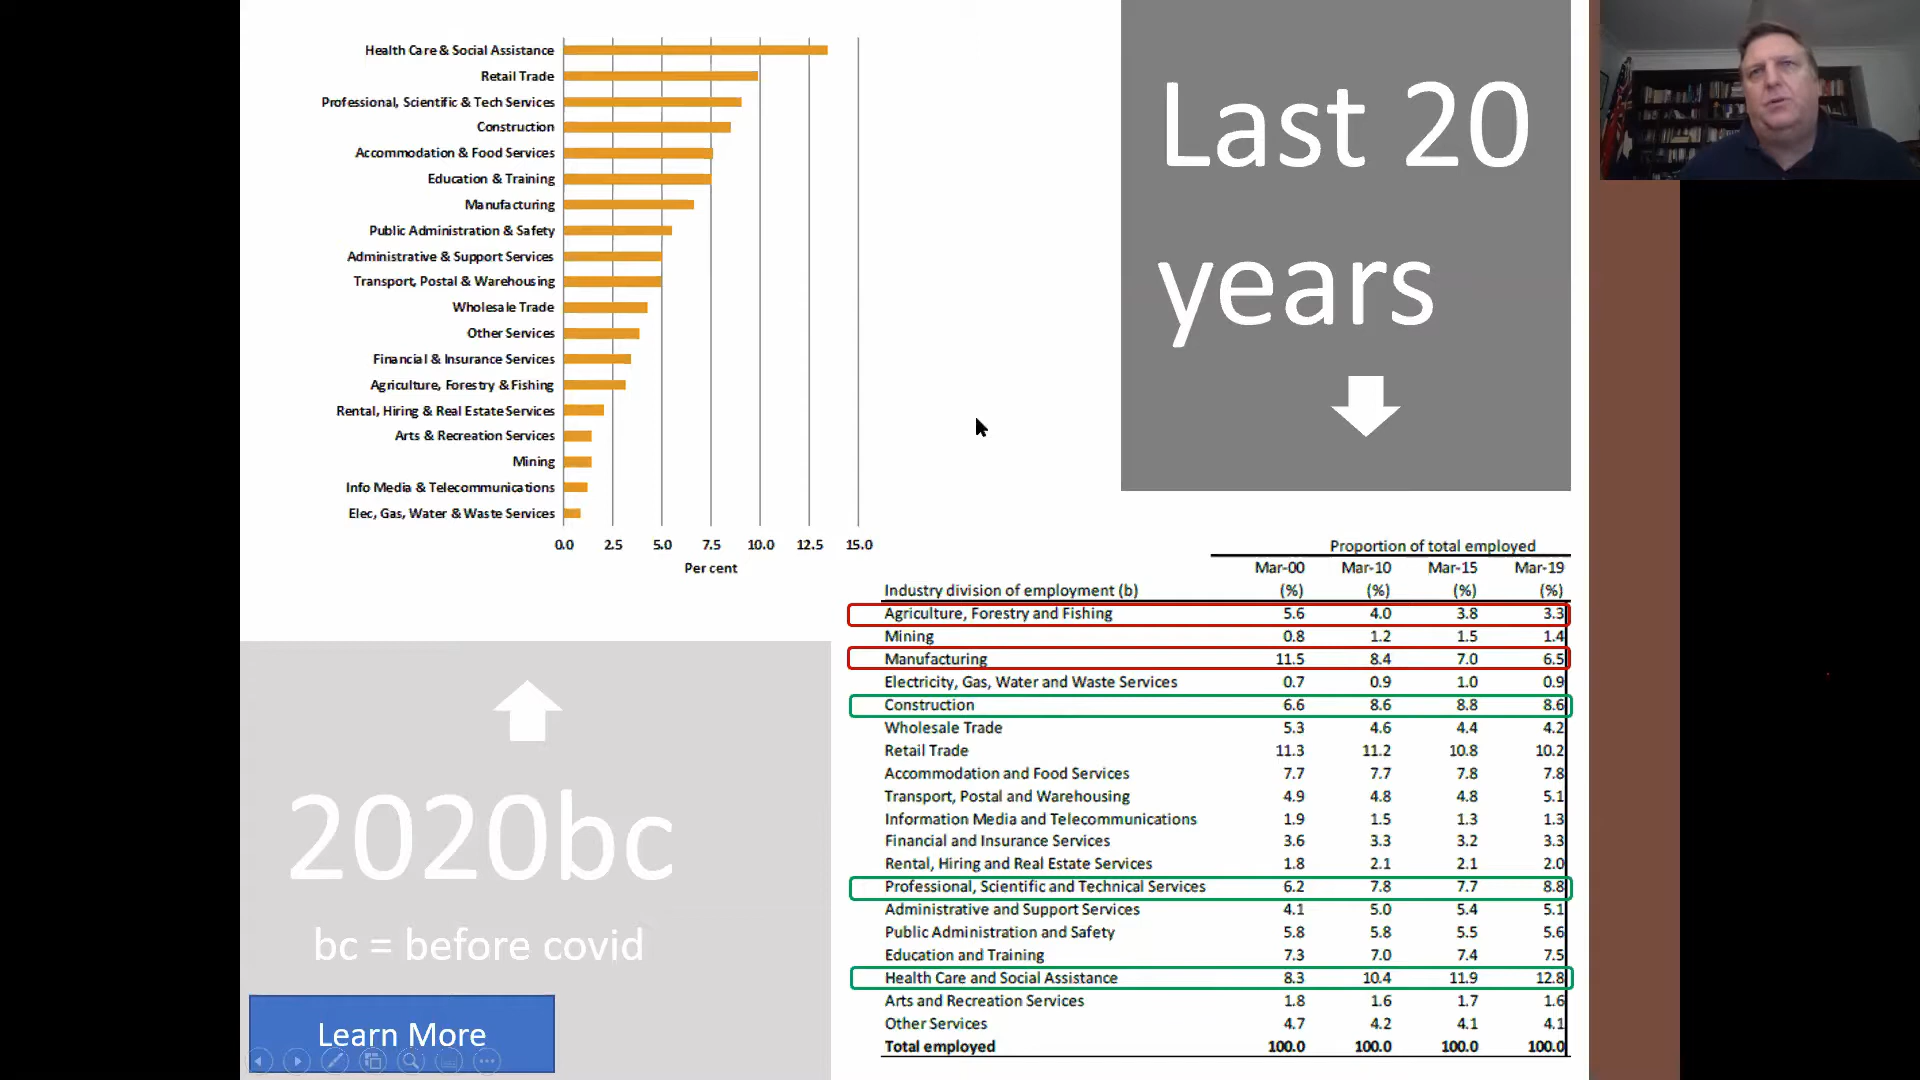 Health Care & Social Assistance
Retail Trade
Professional, Scientific & Tech Services
Construction
Accommodation & Food Services
Education & Training
Manufacturing
Public Administration & Safety
Administrative & Support Services
Transport, Postal & Warehousing
Wholesale Trade
Other Services
Financial & Insurance Services
Agriculture, Forestry & Fishing
Rental, Hiring & Real Estate Services
Arts & Recreation Services
Mining
Info Media & Telecommunications
Elec, Gas, Water & Waste Services
0.0 2.5 5.0 7.5 10.0 12.5 15.0
Per cent
Last 20
years
Proportion of total employed
Mar-00 Mar-10 Mar-15 Mar-19
Industry division of employment (b) (%) (%) (%) (%)
Agriculture, Forestry and Fishing 5.6 4.0 3.8 3.3
Mining 0.8 1.2 1.5 1.4
Manufacturing 11.5 8.4 7.0 6.5
Electricity, Gas, Water and Waste Services 0.7 0.9 1.0 0.9
Construction 6.6 8.6 8.8 8.6
Wholesale Trade 5.3 4.6 4.4 4.2
Retail Trade 11.3 11.2 10.8 10.2
Accommodation and Food Services 7.7 7.7 7.8 7.8
Transport, Postal and Warehousing 4.9 4.8 4.8 5.1
Information Media and Telecommunications 1.9 1.5 1.3 1.3
Financial and Insurance Services 3.6 3.3 3.2 3.3
Rental, Hiring and Real Estate Services 1.8 2.1 2.1 2.0
Professional, Scientific and Technical Services 6.2 7.8 7.7 8.8
Administrative and Support Services 4.1 5.0 5.4 5.1
Public Administration and Safety 5.8 5.8 5.5 5.6
Education and Training 7.3 7.0 7.4 7.5
Health Care and Social Assistance 8.3 10.4 11.9 12.8
Arts and Recreation Services 1.8 1.6 1.7 1.6
Other Services 4.7 4.2 4.1 4.1
Total employed 100.0 100.0 100.0 100.0
2020bc
bc = before covid
Learn More